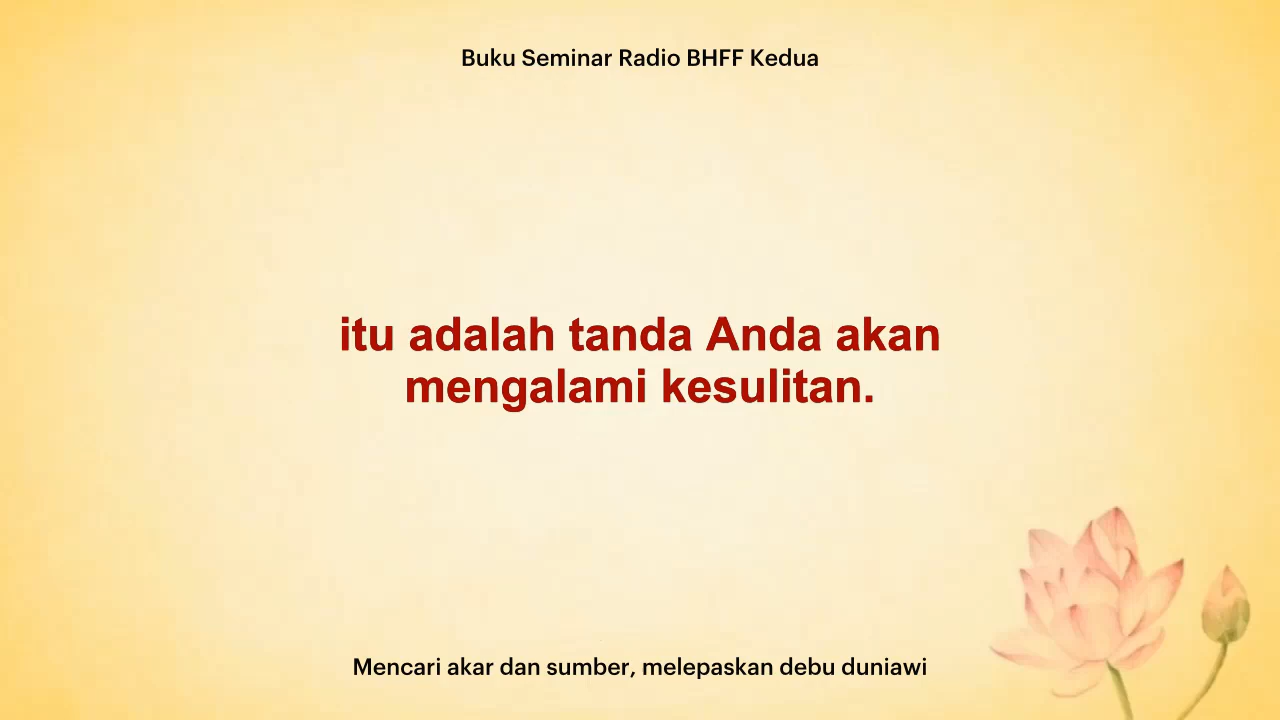 Buku Seminar Radio BHFF Kedua
itu adalah tanda Anda akan
mengalami kesulitan.
Mencari akar dan sumber, melepaskan debu duniawi